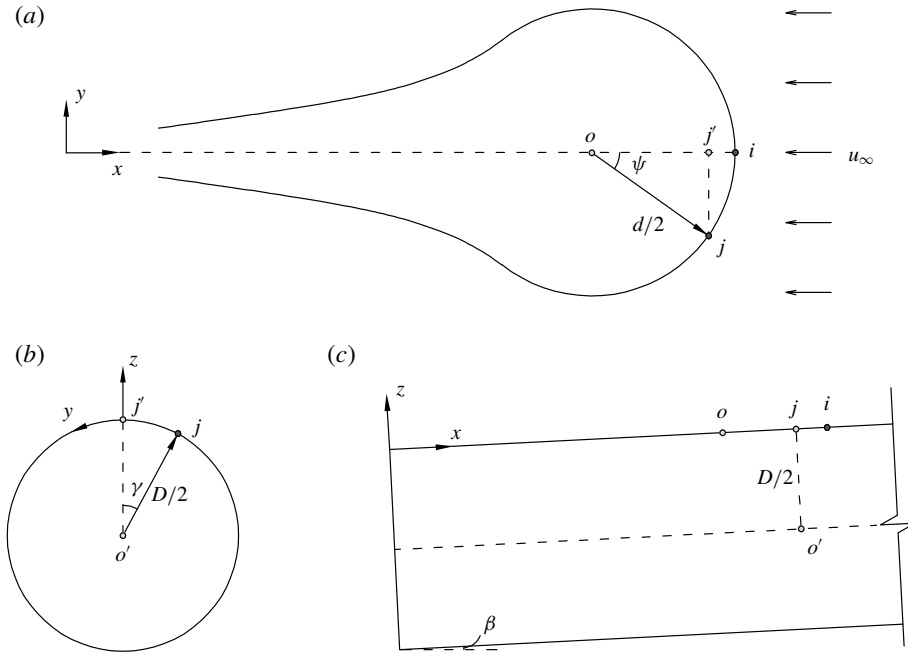 (a)
y
x
o
j′
i
u∞
ψ
d/2
j
(b)
z
j′
y
j
γ
D/2
o′
(c)
z
x
o
j
i
D/2
o′
β